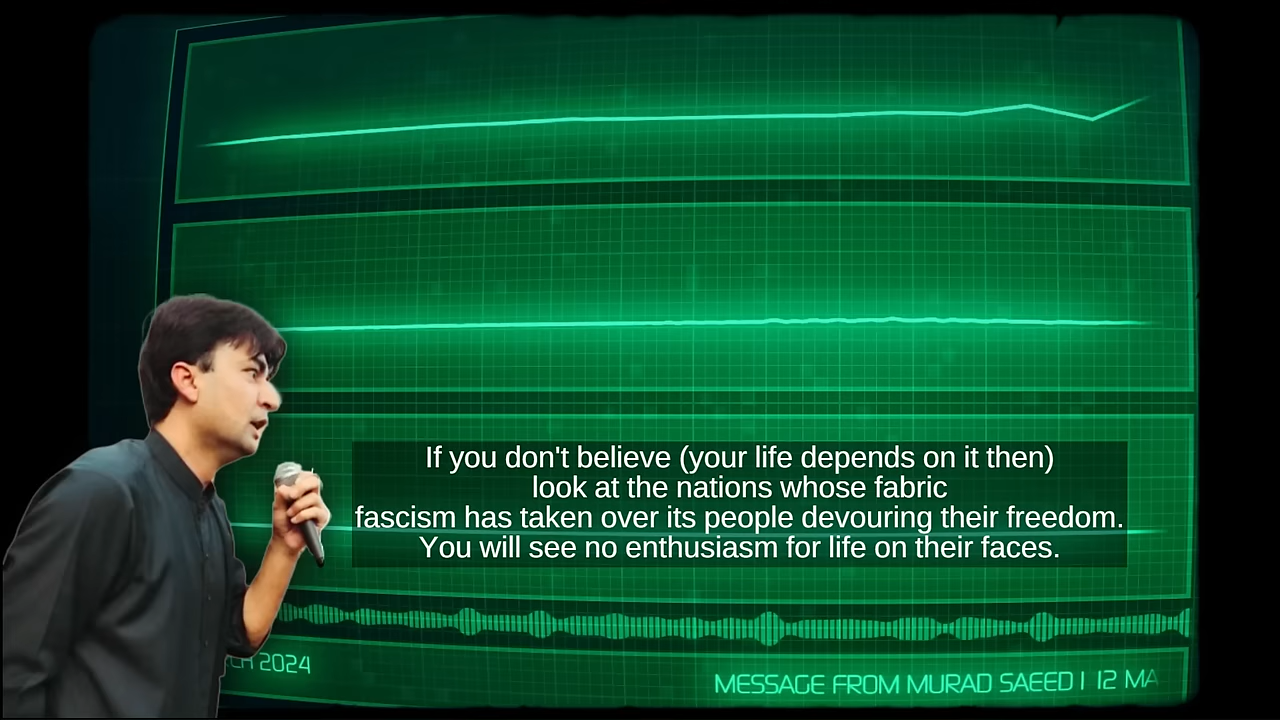 If you don't believe (your life depends on it then)
look at the nations whose fabric
fascism has taken over its people devouring their freedom.
You will see no enthusiasm for life on their faces.
2024
MESSAGE FROM MURAD SAEED | 12 MA